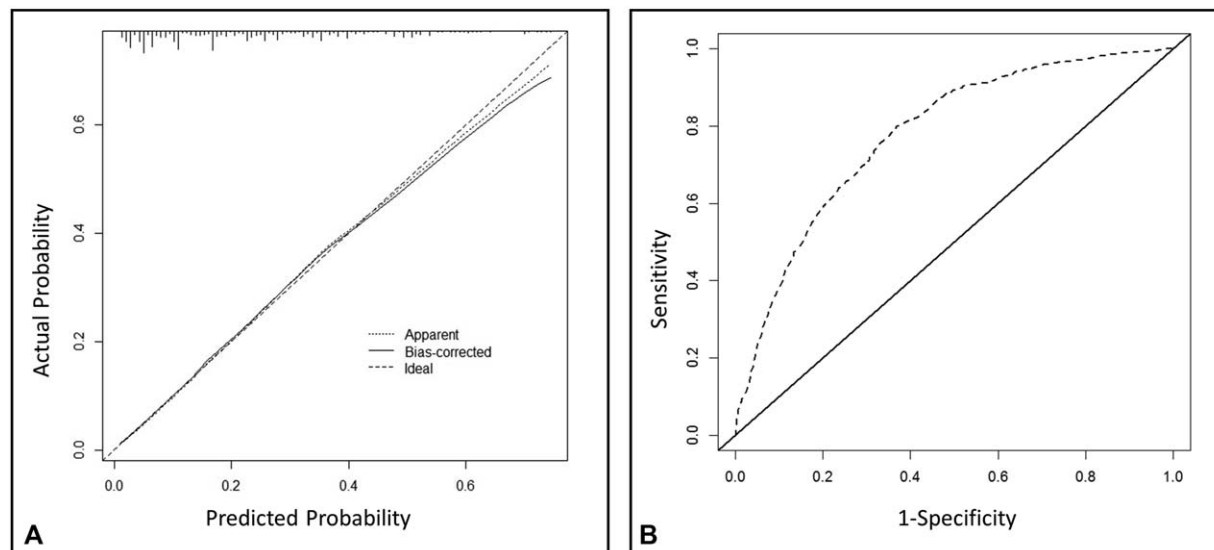 0.6
0.4
0.2
0.0
Actual Probability
Apparent
Bias-corrected
Ideal
0.0 0.2 0.4 0.6
Predicted Probability
A
1.0
0.8
0.6
0.4
0.2
0.0
Sensitivity
0.0 0.2 0.4 0.6 0.8 1.0
1-Specificity
B